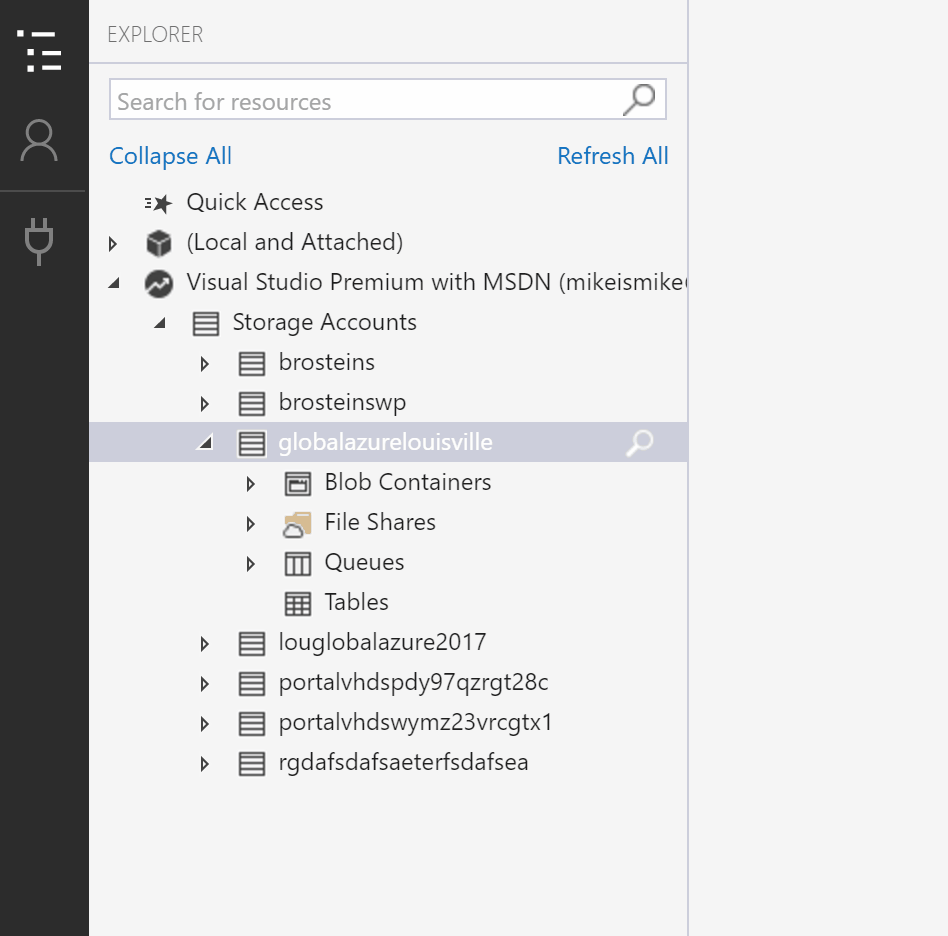 EXPLORER
Search for resources
Collapse All Refresh All
Quick Access
(Local and Attached)
Visual Studio Premium with MSDN (mikeismike
Storage Accounts
brosteins
brosteinswp
globalazurelouisville
Blob Containers
File Shares
Queues
Tables
louglobalazure2017
portalvhdspdy97qzrgt28c
portalvhdswymz23vrcgtx1
rgdafsdafsaeterfsdafsea